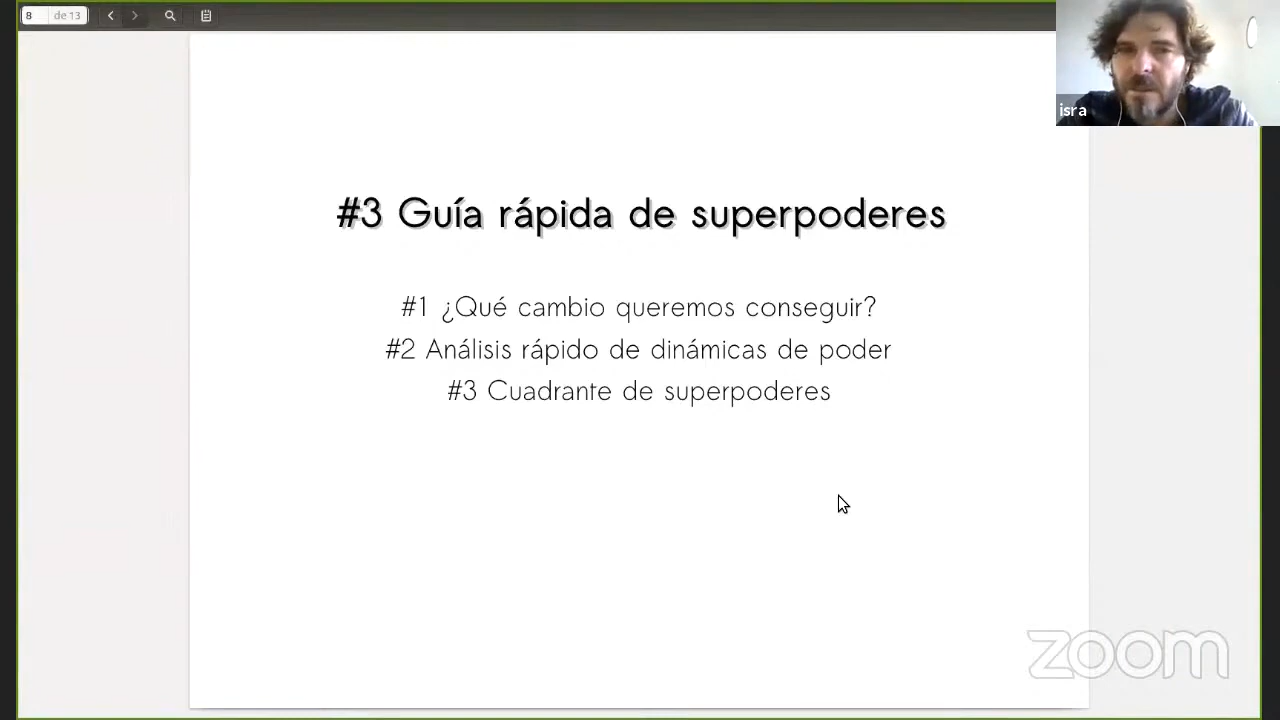 8 de 13
isra
#3 Guía rápida de superpoderes
#1 ¿Qué cambio queremos conseguir?
#2 Análisis rápido de dinámicas de poder
#3 Cuadrante de superpoderes
zoom